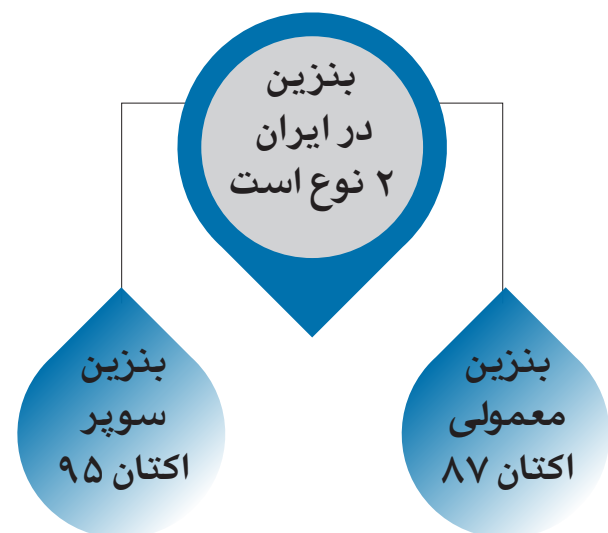 بنزین
در ایران
۲ نوع است
بنزین
معمولی
اکتان ۸۷
بنزین
سوپر
اکتان ۹۵